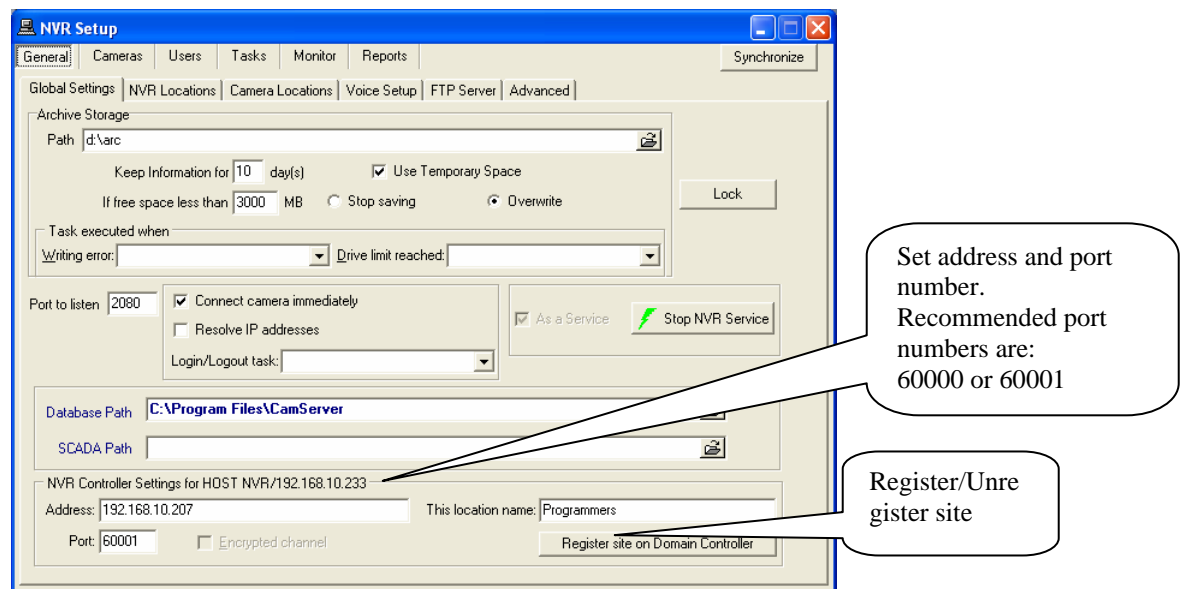 NVR Setup
General Cameras Users Tasks Monitor Reports Synchronize
Global Settings NVR Locations Camera Locations Voice Setup FTP Server Advanced
Archive Storage
Path d:\arc
Keep Information for 10 day(s) Use Temporary Space
If free space less than 3000 MB Stop saving Overwrite
Lock
Task executed when
Writing error: Drive limit reached:
Port to listen 2080 Connect camera immediately
Resolve IP addresses
As a Service Stop NVR Service
Login/Logout task:
Database Path C:\Program Files\CamServer
SCADA Path
NVR Controller Settings for HOST NVR/192.168.10.233
Address: 192.168.10.207 This location name: Programmers
Port: 60001 Encrypted channel Register site on Domain Controller
Set address and port
number.
Recommended port
numbers are:
60000 or 60001
Register/Unre
gister site